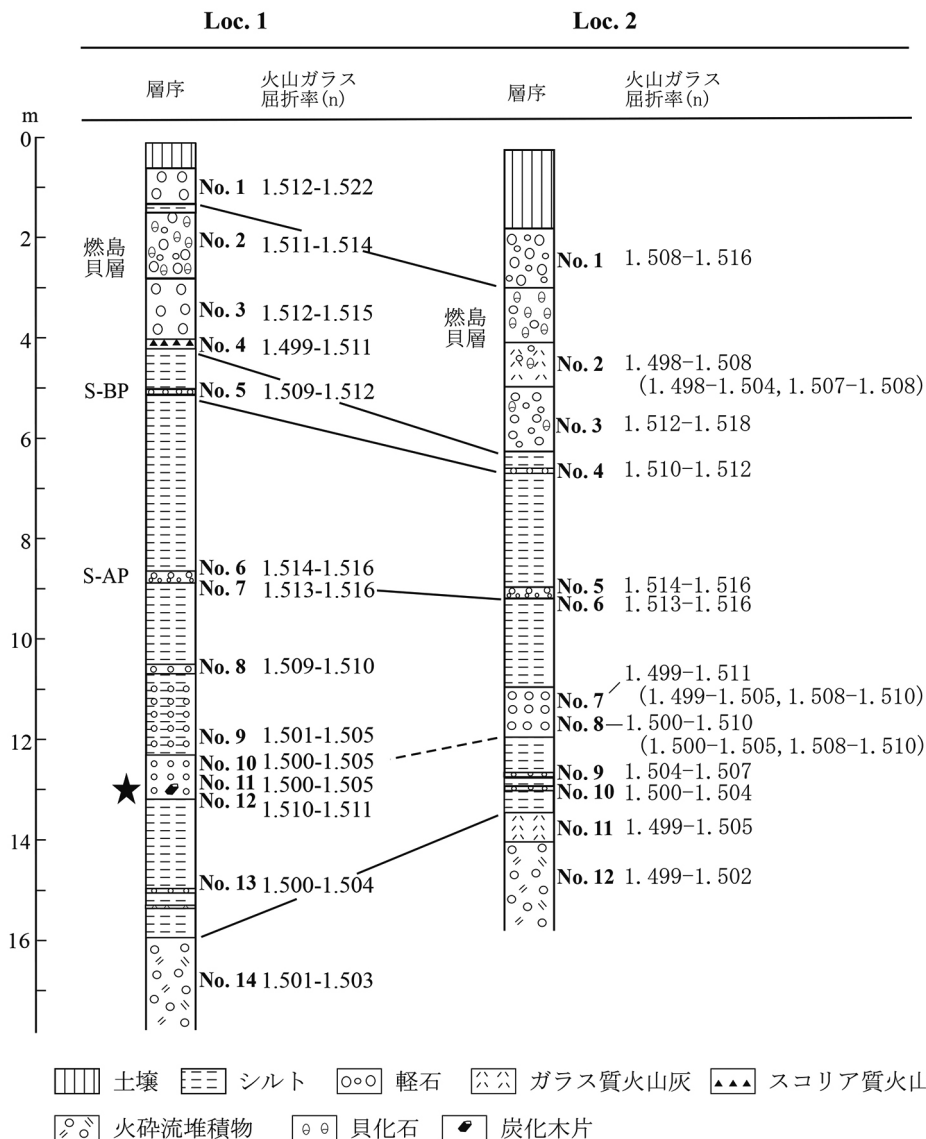 Loc. 1
Loc. 2
層序
火山ガラス
屈折率(n)
層序
火山ガラス
屈折率(n)
m
0
2
4
6
8
10
12
14
16
燃島
貝層
S-BP
S-AP
No. 1 1.512-1.522
No. 2 1.511-1.514
No. 3 1.512-1.515
No. 4 1.499-1.511
No. 5 1.509-1.512
No. 6 1.514-1.516
No. 7 1.513-1.516
No. 8 1.509-1.510
No. 9 1.501-1.505
No. 10 1.500-1.505
No. 11 1.500-1.505
No. 12 1.510-1.511
No. 13 1.500-1.504
No. 14 1.501-1.503
燃島
貝層
No. 1 1.508-1.516
No. 2 1.498-1.508
(1.498-1.504, 1.507-1.508)
No. 3 1.512-1.518
No. 4 1.510-1.512
No. 5 1.514-1.516
No. 6 1.513-1.516
No. 7 1.499-1.511
(1.499-1.505, 1.508-1.510)
No. 8 1.500-1.510
(1.500-1.505, 1.508-1.510)
No. 9 1.504-1.507
No. 10 1.500-1.504
No. 11 1.499-1.505
No. 12 1.499-1.502
土壌 シルト 軽石 ガラス質火山灰 スコリア質火山
火砕流堆積物 貝化石 炭化木片